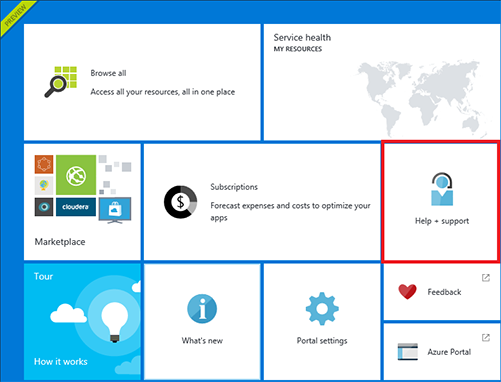 PREVIEW
Browse all
Access all your resources, all in one place
Service health
MY RESOURCES
cloudera
Marketplace
Subscriptions
Forecast expenses and costs to optimize your
apps
Help + support
Tour
How it works
What's new
Portal settings
Feedback
Azure Portal